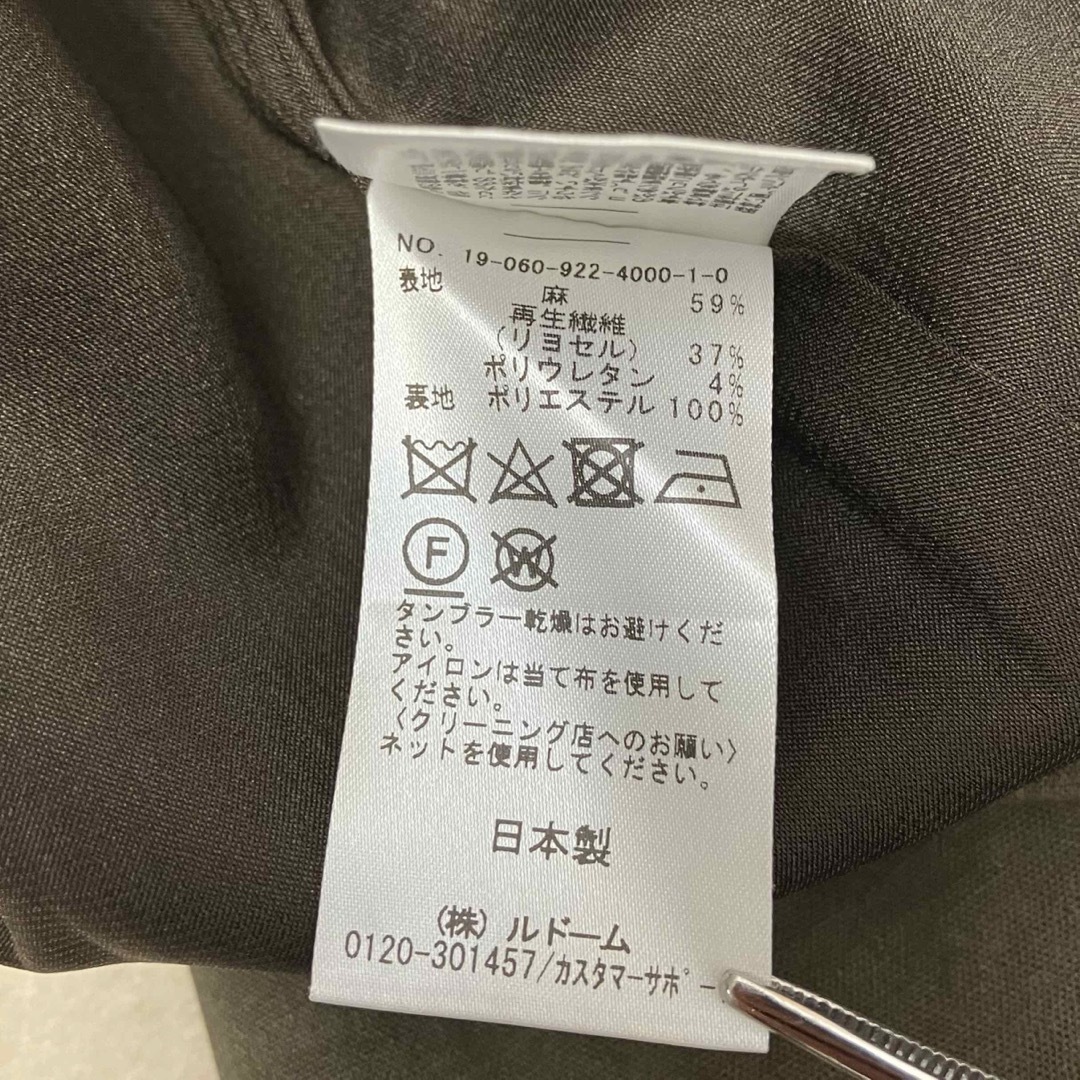 NO. 19-060-922-4000-1-0
表地 麻 59%
再生繊維
(リヨセル) 37%
ポリウレタン 4%
裏地 ポリエステル 100%
F W
タンブラー乾燥はお避けくだ
さい。
アイロンは当て布を使用して
ください。
〈クリーニング店へのお願い〉
ネットを使用してください。
日本製
(株)ルドーム
0120-301457/カスタマーサポー